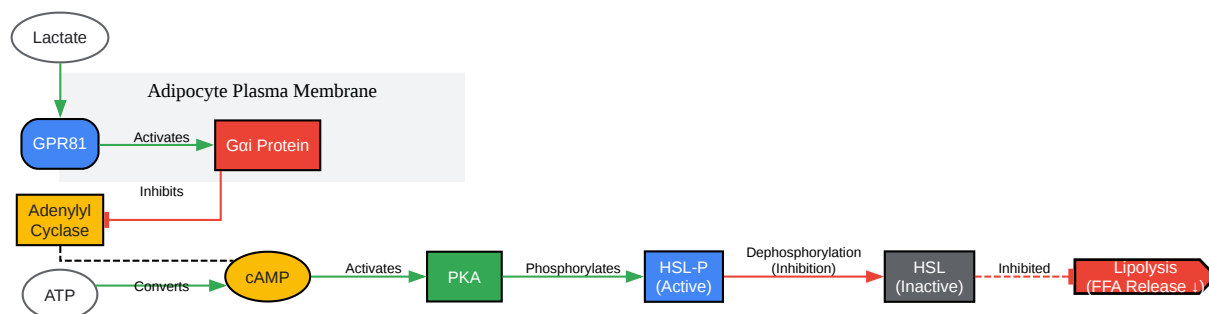 Lactate
Adipocyte Plasma Membrane
GPR81
Activates
Gαi Protein
Inhibits
Adenylyl
Cyclase
ATP
Converts
cAMP
Activates
PKA
Phosphorylates
HSL-P
(Active)
Dephosphorylation
(Inhibition)
HSL
(Inactive)
Inhibited
Lipolysis
(FFA Release ↓)